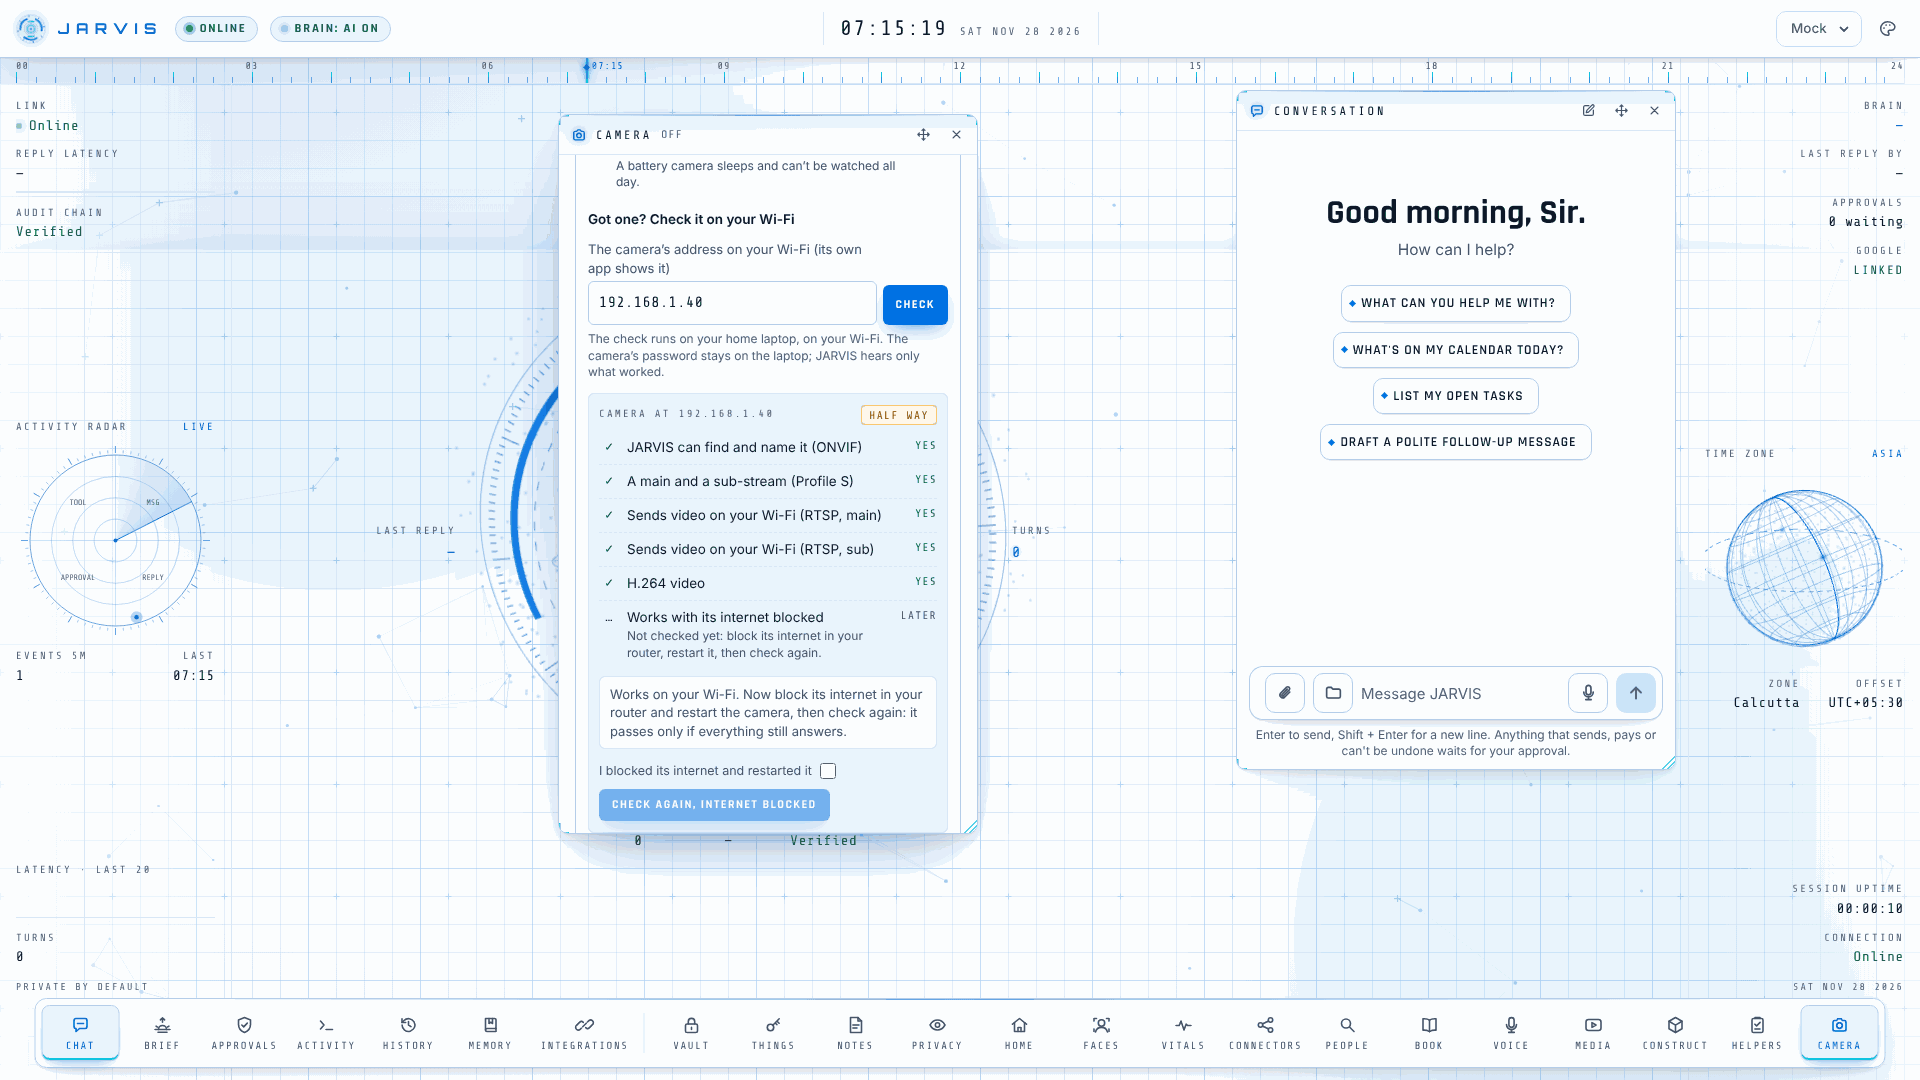 JARVIS
ONLINE
BRAIN: AI ON
07:15:19 SAT NOV 28 2026
Mock
00 03 06 07:15 09 12 15 18 21 24
LINK
Online
REPLY LATENCY
—
AUDIT CHAIN
Verified
ACTIVITY RADAR LIVE
TOOL MSG
APPROVAL REPLY
EVENTS 5M LAST
1 07:15
LATENCY · LAST 20
TURNS
0
PRIVATE BY DEFAULT
LAST REPLY
—
CAMERA OFF
A battery camera sleeps and can't be watched all
day.
Got one? Check it on your Wi-Fi
The camera's address on your Wi-Fi (its own
app shows it)
192.168.1.40
CHECK
The check runs on your home laptop, on your Wi-Fi. The
camera's password stays on the laptop; JARVIS hears only
what worked.
CAMERA AT 192.168.1.40 HALF WAY
✓ JARVIS can find and name it (ONVIF) YES
✓ A main and a sub-stream (Profile S) YES
✓ Sends video on your Wi-Fi (RTSP, main) YES
✓ Sends video on your Wi-Fi (RTSP, sub) YES
✓ H.264 video YES
… Works with its internet blocked LATER
Not checked yet: block its internet in your
router, restart it, then check again.
Works on your Wi-Fi. Now block its internet in your
router and restart the camera, then check again: it
passes only if everything still answers.
I blocked its internet and restarted it
CHECK AGAIN, INTERNET BLOCKED
0 — Verified
TURNS
0
CONVERSATION
Good morning, Sir.
How can I help?
WHAT CAN YOU HELP ME WITH?
WHAT'S ON MY CALENDAR TODAY?
LIST MY OPEN TASKS
DRAFT A POLITE FOLLOW-UP MESSAGE
Message JARVIS
Enter to send, Shift + Enter for a new line. Anything that sends, pays or
can't be undone waits for your approval.
BRAIN
—
LAST REPLY BY
—
APPROVALS
0 waiting
GOOGLE
LINKED
TIME ZONE ASIA
ZONE OFFSET
Calcutta UTC+05:30
SESSION UPTIME
00:00:10
CONNECTION
Online
SAT NOV 28 2026
CHAT BRIEF APPROVALS ACTIVITY HISTORY MEMORY INTEGRATIONS VAULT THINGS NOTES PRIVACY HOME FACES VITALS CONNECTORS PEOPLE BOOK VOICE MEDIA CONSTRUCT HELPERS CAMERA